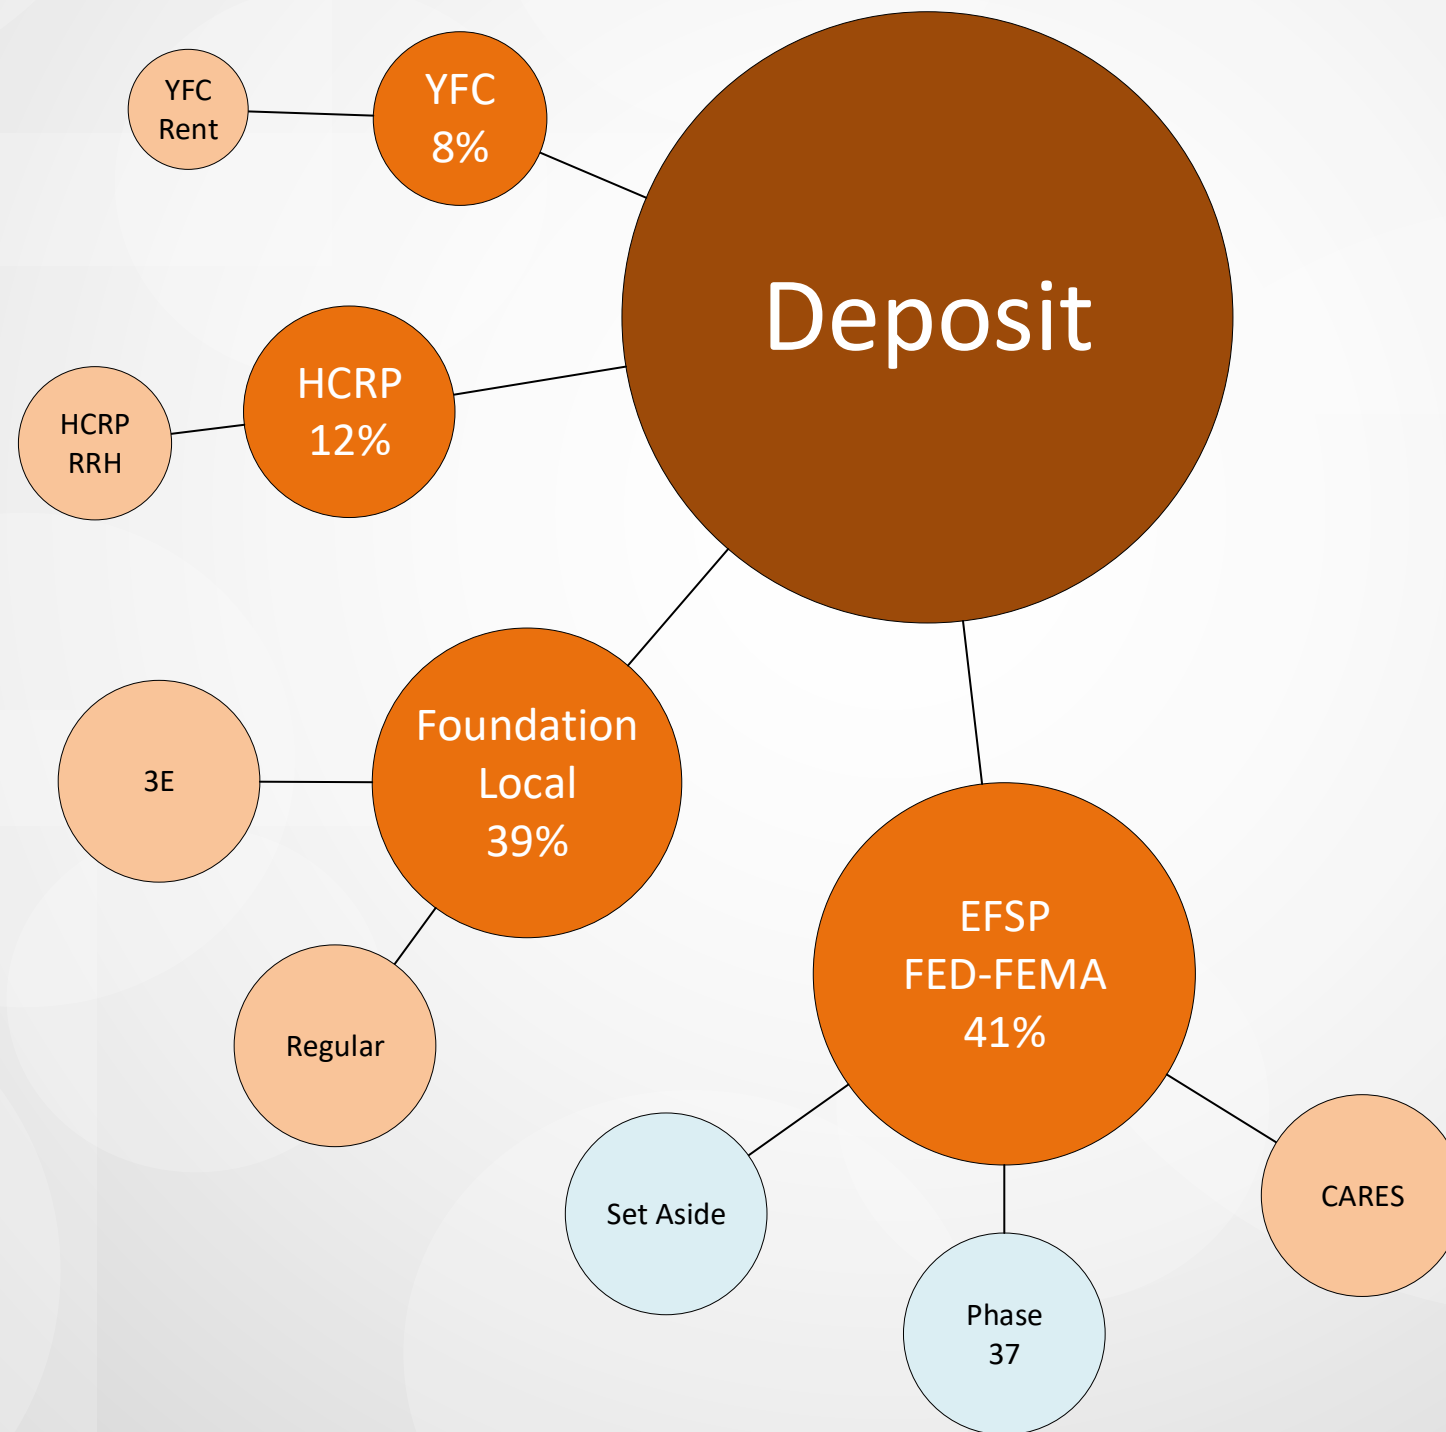 YFC
Rent
YFC
8%
Deposit
HCRP
12%
HCRP
RRH
Foundation
Local
39%
3E
Regular
EFSP
FED-FEMA
41%
Set Aside
Phase
37
CARES